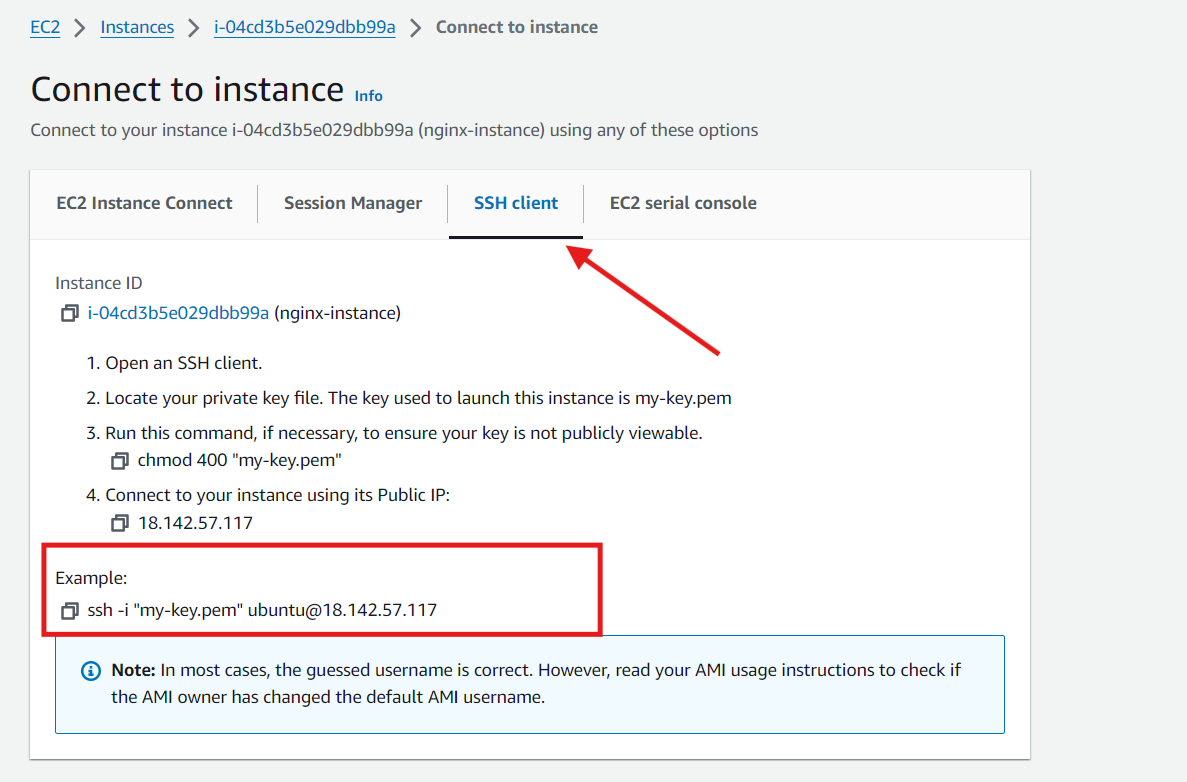 EC2 > Instances > i-04cd3b5e029dbb99a > Connect to instance
Connect to instance Info
Connect to your instance i-04cd3b5e029dbb99a (nginx-instance) using any of these options
EC2 Instance Connect Session Manager SSH client EC2 serial console
Instance ID
i-04cd3b5e029dbb99a (nginx-instance)
1. Open an SSH client.
2. Locate your private key file. The key used to launch this instance is my-key.pem
3. Run this command, if necessary, to ensure your key is not publicly viewable.
chmod 400 "my-key.pem"
4. Connect to your instance using its Public IP:
18.142.57.117
Example:
ssh -i "my-key.pem" ubuntu@18.142.57.117
Note: In most cases, the guessed username is correct. However, read your AMI usage instructions to check if
the AMI owner has changed the default AMI username.